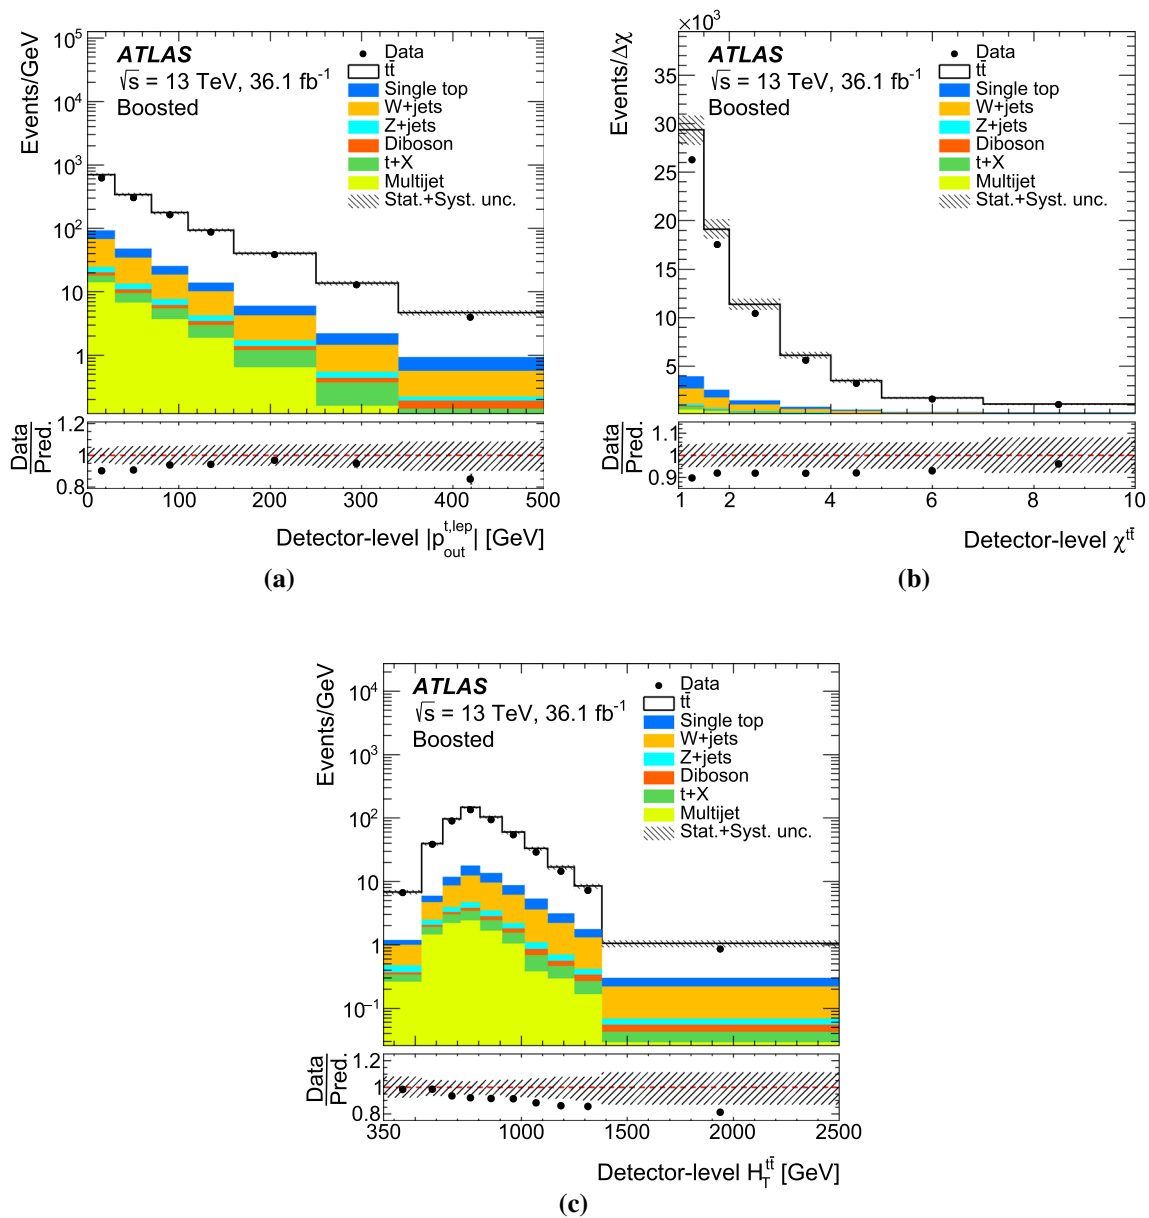 ATLAS
√s = 13 TeV, 36.1 fb⁻¹
Boosted
Data
tt̄
Single top
W+jets
Z+jets
Diboson
t+X
Multijet
Stat.+Syst. unc.
Events/GeV
10⁵
10⁴
10³
10²
10
1
Data
Pred.
1.2
1
0.8
0 100 200 300 400 500
Detector-level |p_out^t,lep| [GeV]
(a)
×10³
ATLAS
√s = 13 TeV, 36.1 fb⁻¹
Boosted
Data
tt̄
Single top
W+jets
Z+jets
Diboson
t+X
Multijet
Stat.+Syst. unc.
Events/Δχ
35
30
25
20
15
10
5
0
Data
Pred.
1.1
1
0.9
1 2 4 6 8 10
Detector-level χ^tt̄
(b)
ATLAS
√s = 13 TeV, 36.1 fb⁻¹
Boosted
Data
tt̄
Single top
W+jets
Z+jets
Diboson
t+X
Multijet
Stat.+Syst. unc.
Events/GeV
10⁴
10³
10²
10
1
10⁻¹
Data
Pred.
1.2
1
0.8
350 1000 1500 2000 2500
Detector-level H_T^tt̄ [GeV]
(c)